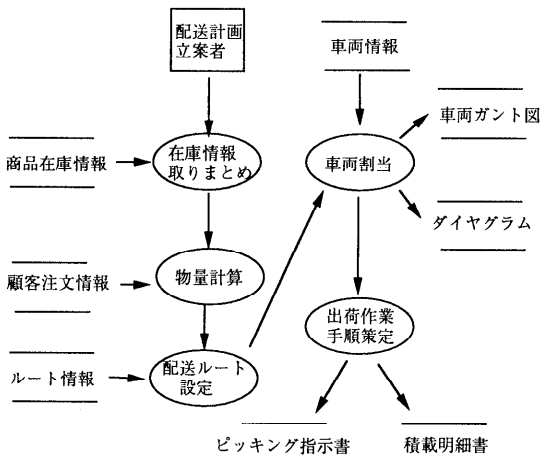 配送計画
立案者
車両情報
車両ガント図
商品在庫情報
在庫情報
取りまとめ
車両割当
ダイヤグラム
顧客注文情報
物量計算
出荷作業
手順策定
ルート情報
配送ルート
設定
ピッキング指示書
積載明細書